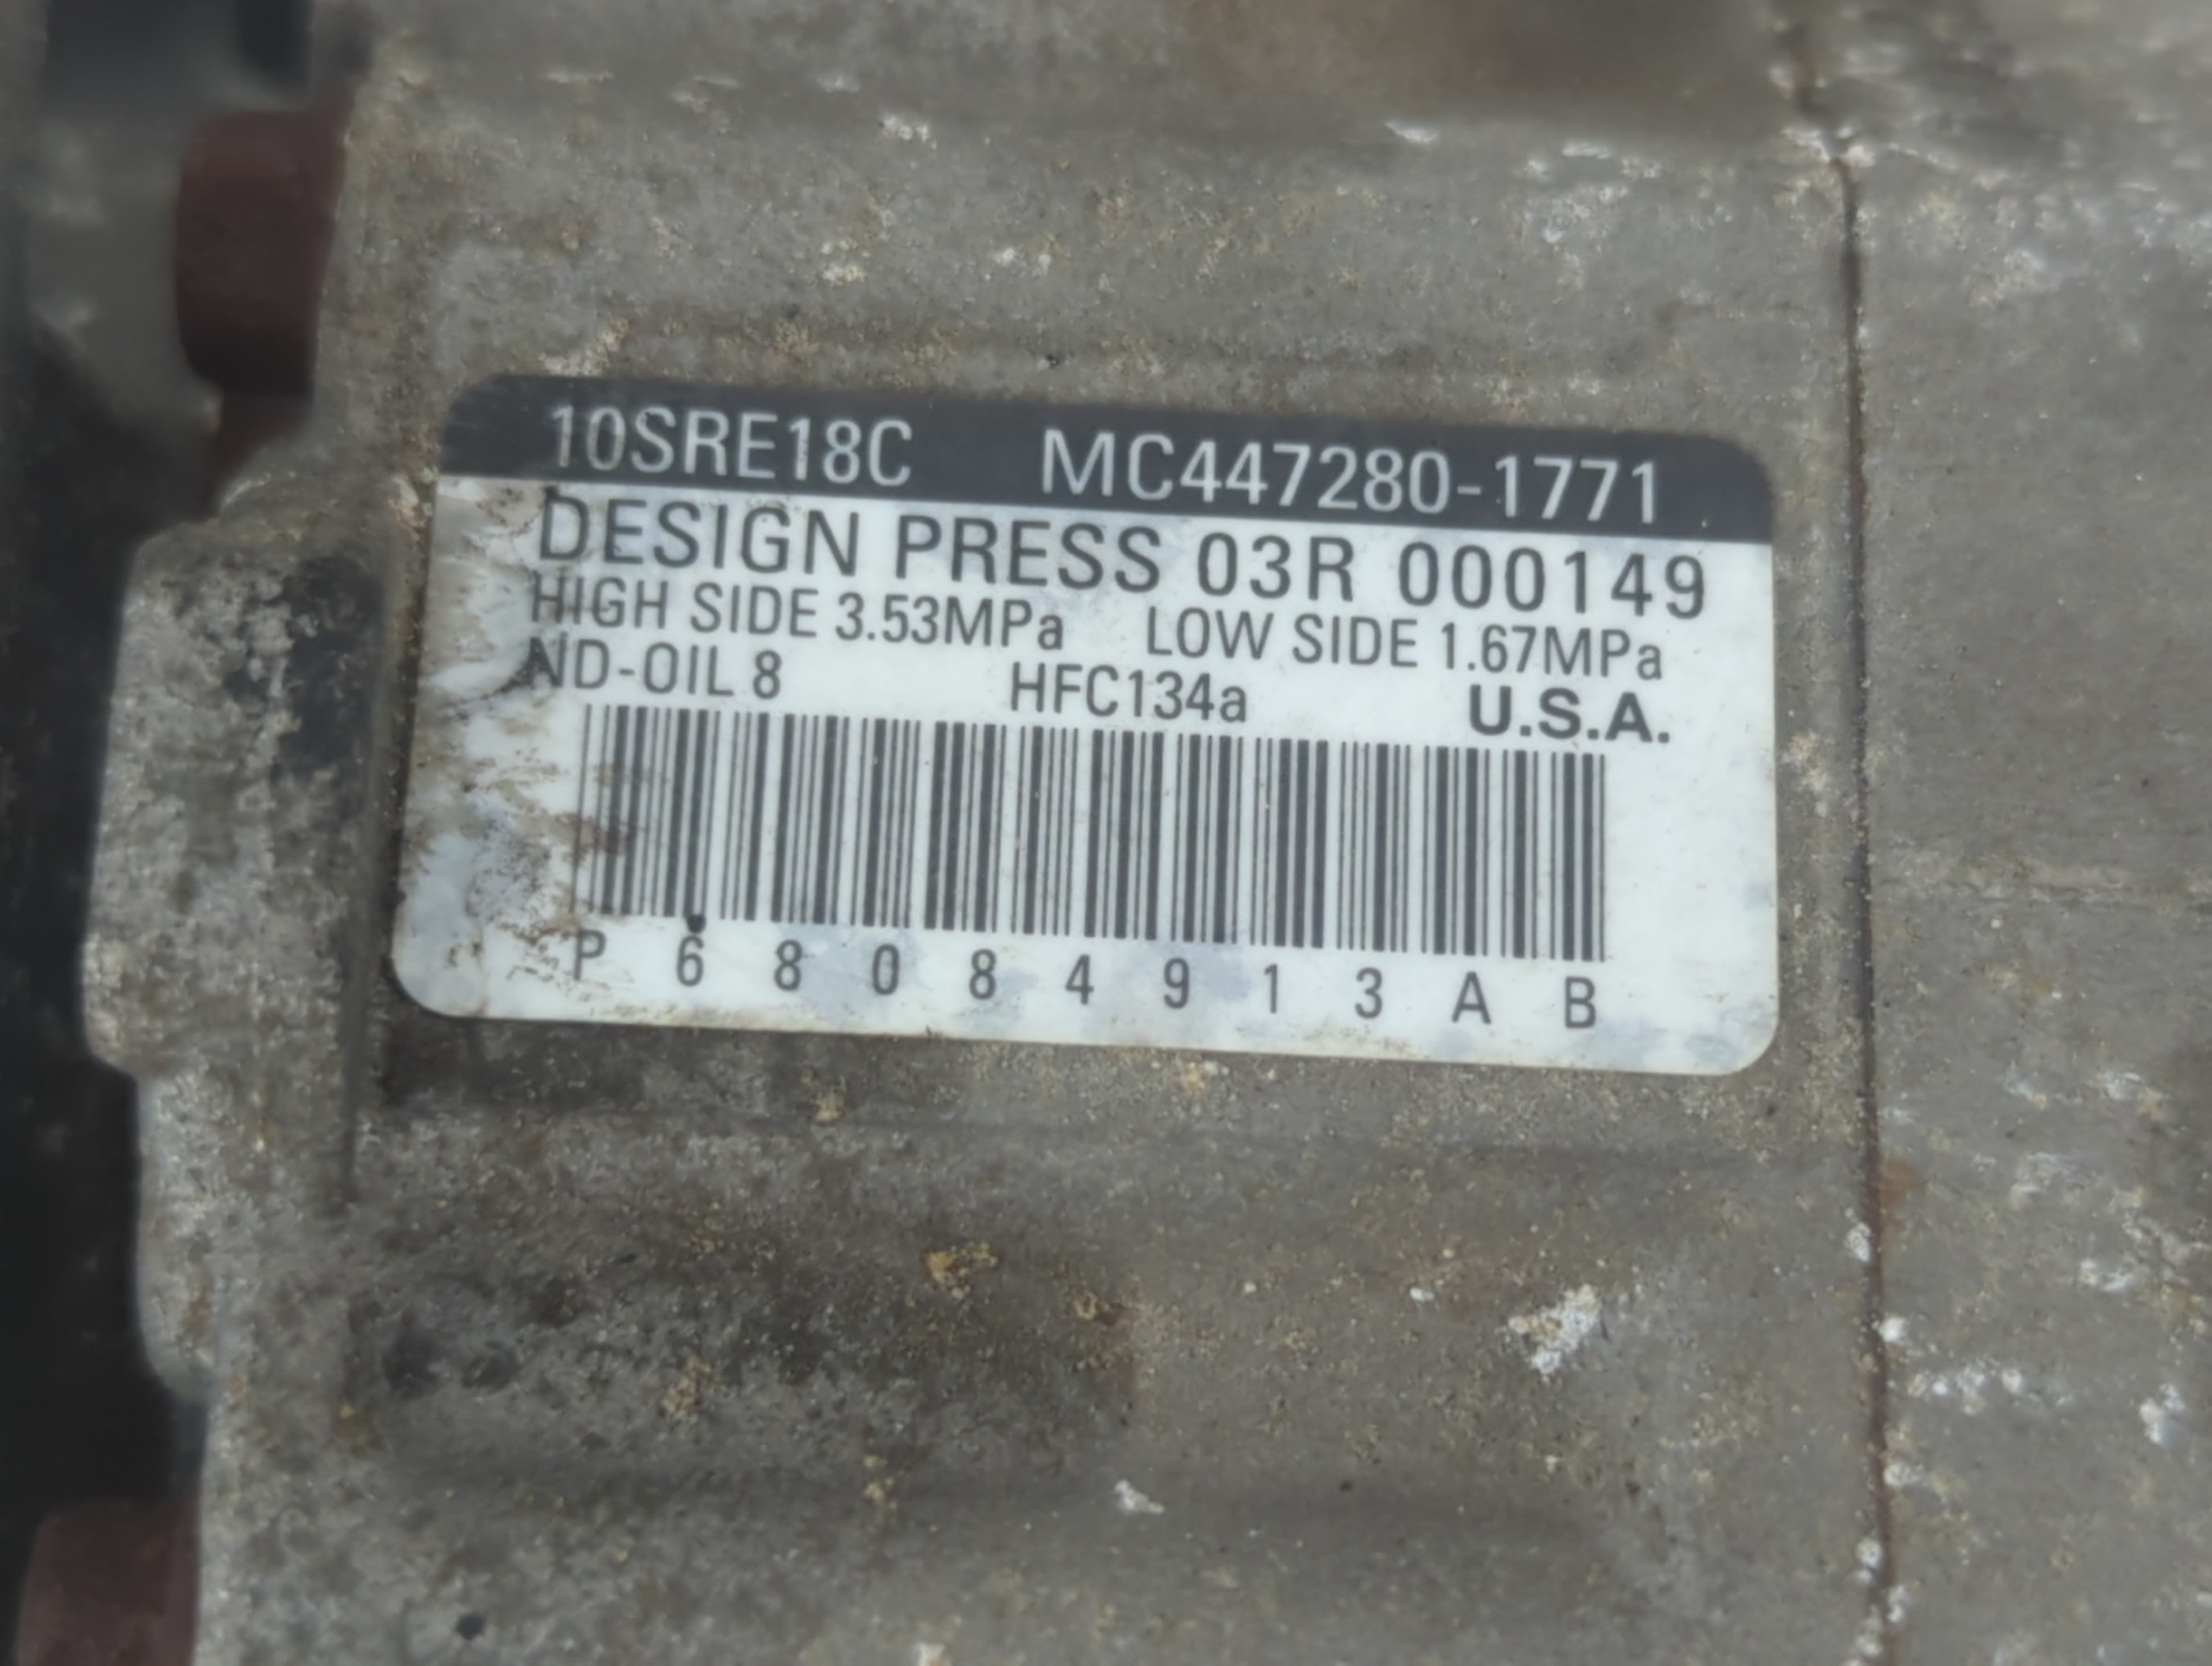 10SRE18C MC447280-1771
DESIGN PRESS 03R 000149
HIGH SIDE 3.53MPa LOW SIDE 1.67MPa
ND-OIL 8 HFC134a U.S.A.
P 6 8 0 8 4 9 1 3 A B